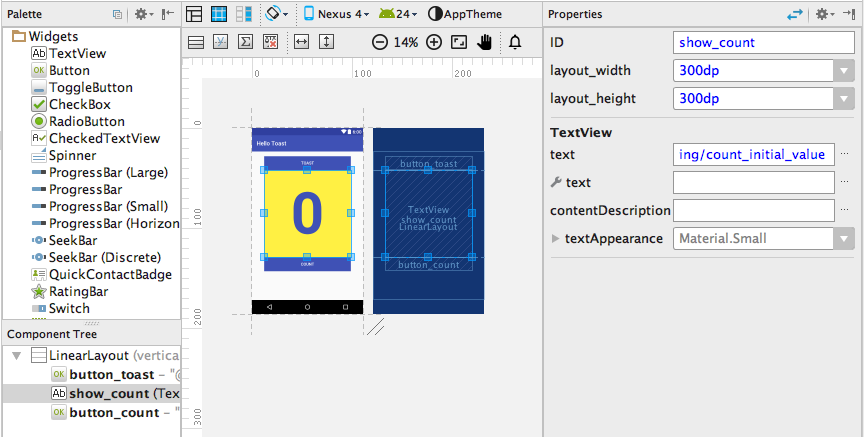 Palette
Widgets
TextView
Button
ToggleButton
CheckBox
RadioButton
CheckedTextView
Spinner
ProgressBar (Large)
ProgressBar
ProgressBar (Small)
ProgressBar (Horizon
SeekBar
SeekBar (Discrete)
QuickContactBadge
RatingBar
Switch
Component Tree
LinearLayout (vertica
button_toast – "@
show_count (Tex
button_count – "
Nexus 4 24 AppTheme
14%
0 100 200
0
100
200
300
6:00
Hello Toast
TOAST
0
COUNT
button_toast
TextView
show_count
LinearLayout
button_count
Properties
ID show_count
layout_width 300dp
layout_height 300dp
TextView
text ing/count_initial_value
text
contentDescription
textAppearance Material.Small